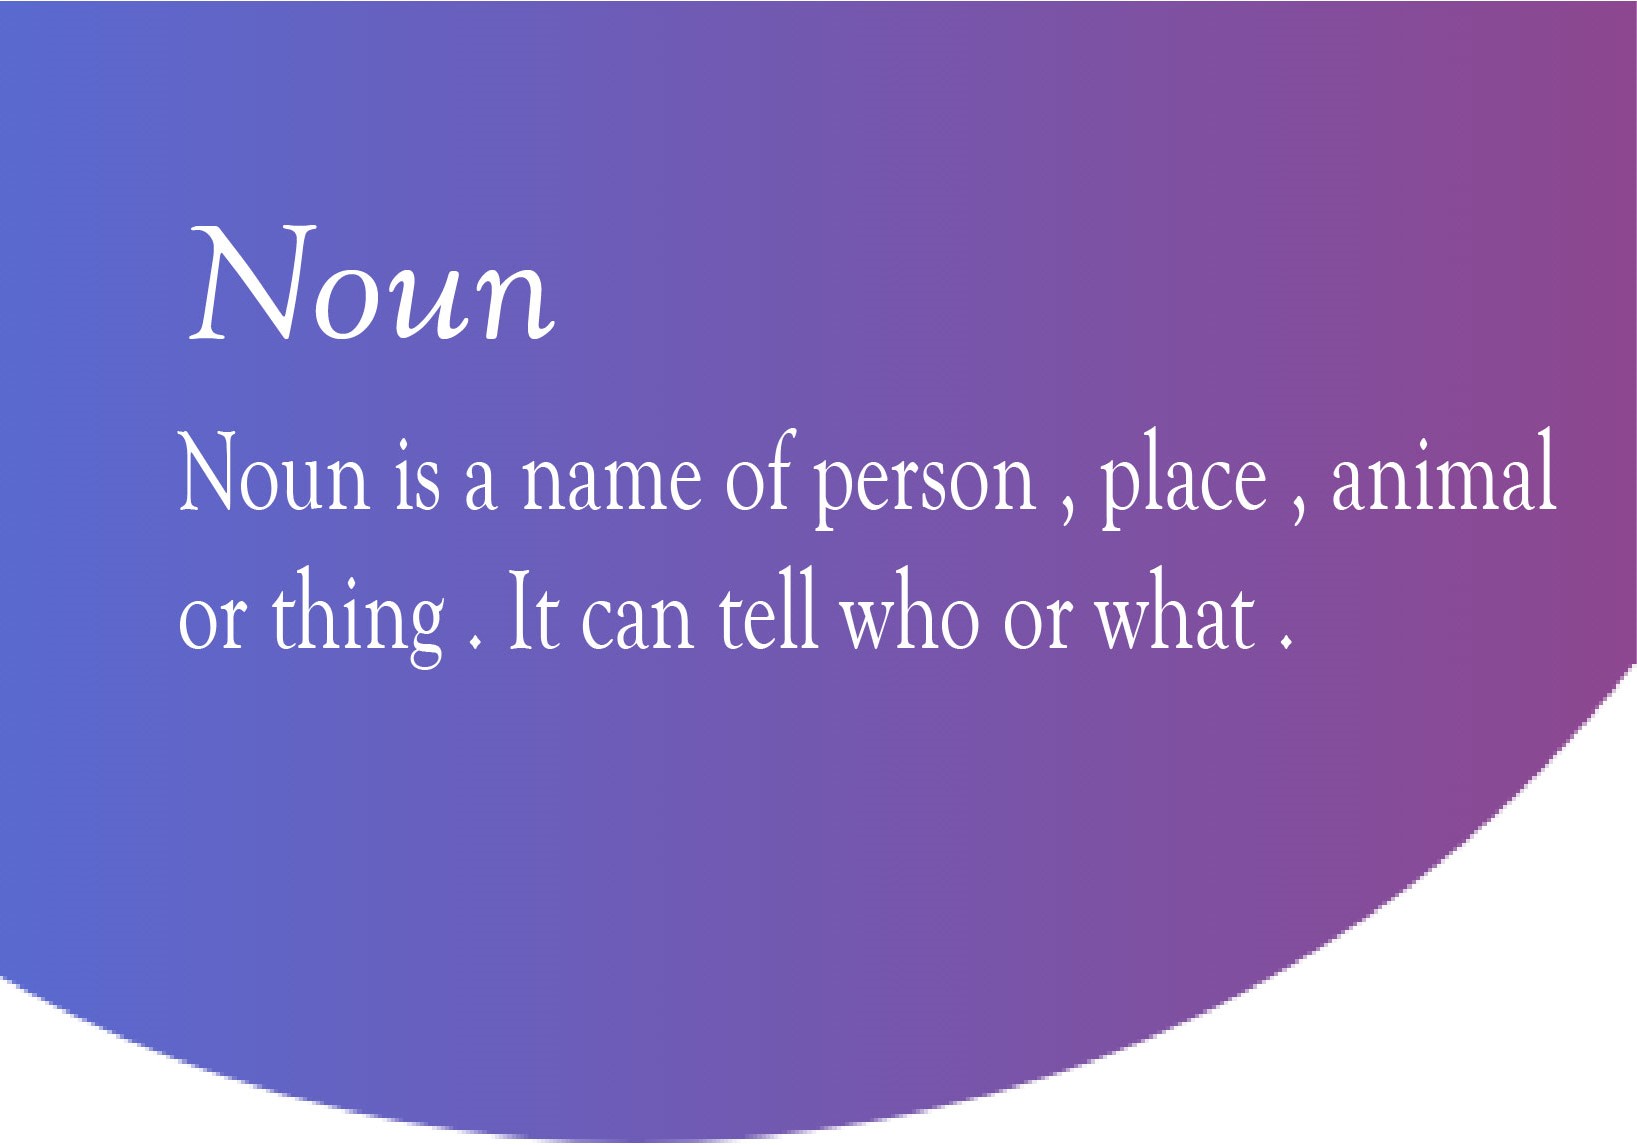 Noun
Noun is a name of person , place , animal
or thing . It can tell who or what .